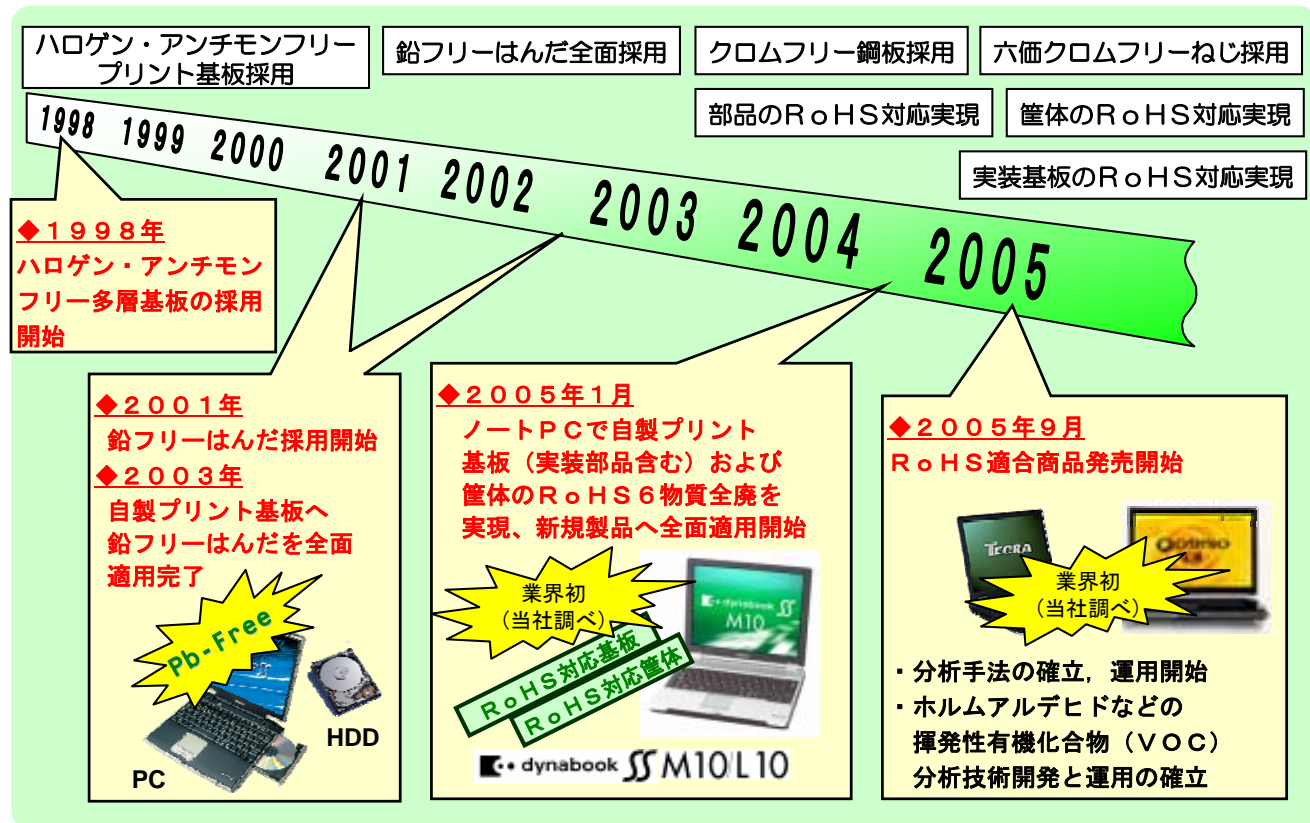 ハロゲン・アンチモンフリー
プリント基板採用
鉛フリーはんだ全面採用
クロムフリー鋼板採用
六価クロムフリーねじ採用
部品のRoHS対応実現
筐体のRoHS対応実現
実装基板のRoHS対応実現
1998 1999 2000 2001 2002 2003 2004 2005
◆1998年
ハロゲン・アンチモン
フリー多層基板の採用
開始
◆2001年
鉛フリーはんだ採用開始
◆2003年
自製プリント基板へ
鉛フリーはんだを全面
適用完了
Pb-Free
HDD
PC
◆2005年1月
ノートPCで自製プリント
基板(実装部品含む)および
筐体のRoHS6物質全廃を
実現、新規製品へ全面適用開始
業界初
(当社調べ)
dynabook SS
M10
RoHS対応基板
RoHS対応筐体
dynabook SS M10/L10
◆2005年9月
RoHS適合商品発売開始
TECRA
Qosmio
業界初
(当社調べ)
・分析手法の確立,運用開始
・ホルムアルデヒドなどの
揮発性有機化合物(VOC)
分析技術開発と運用の確立